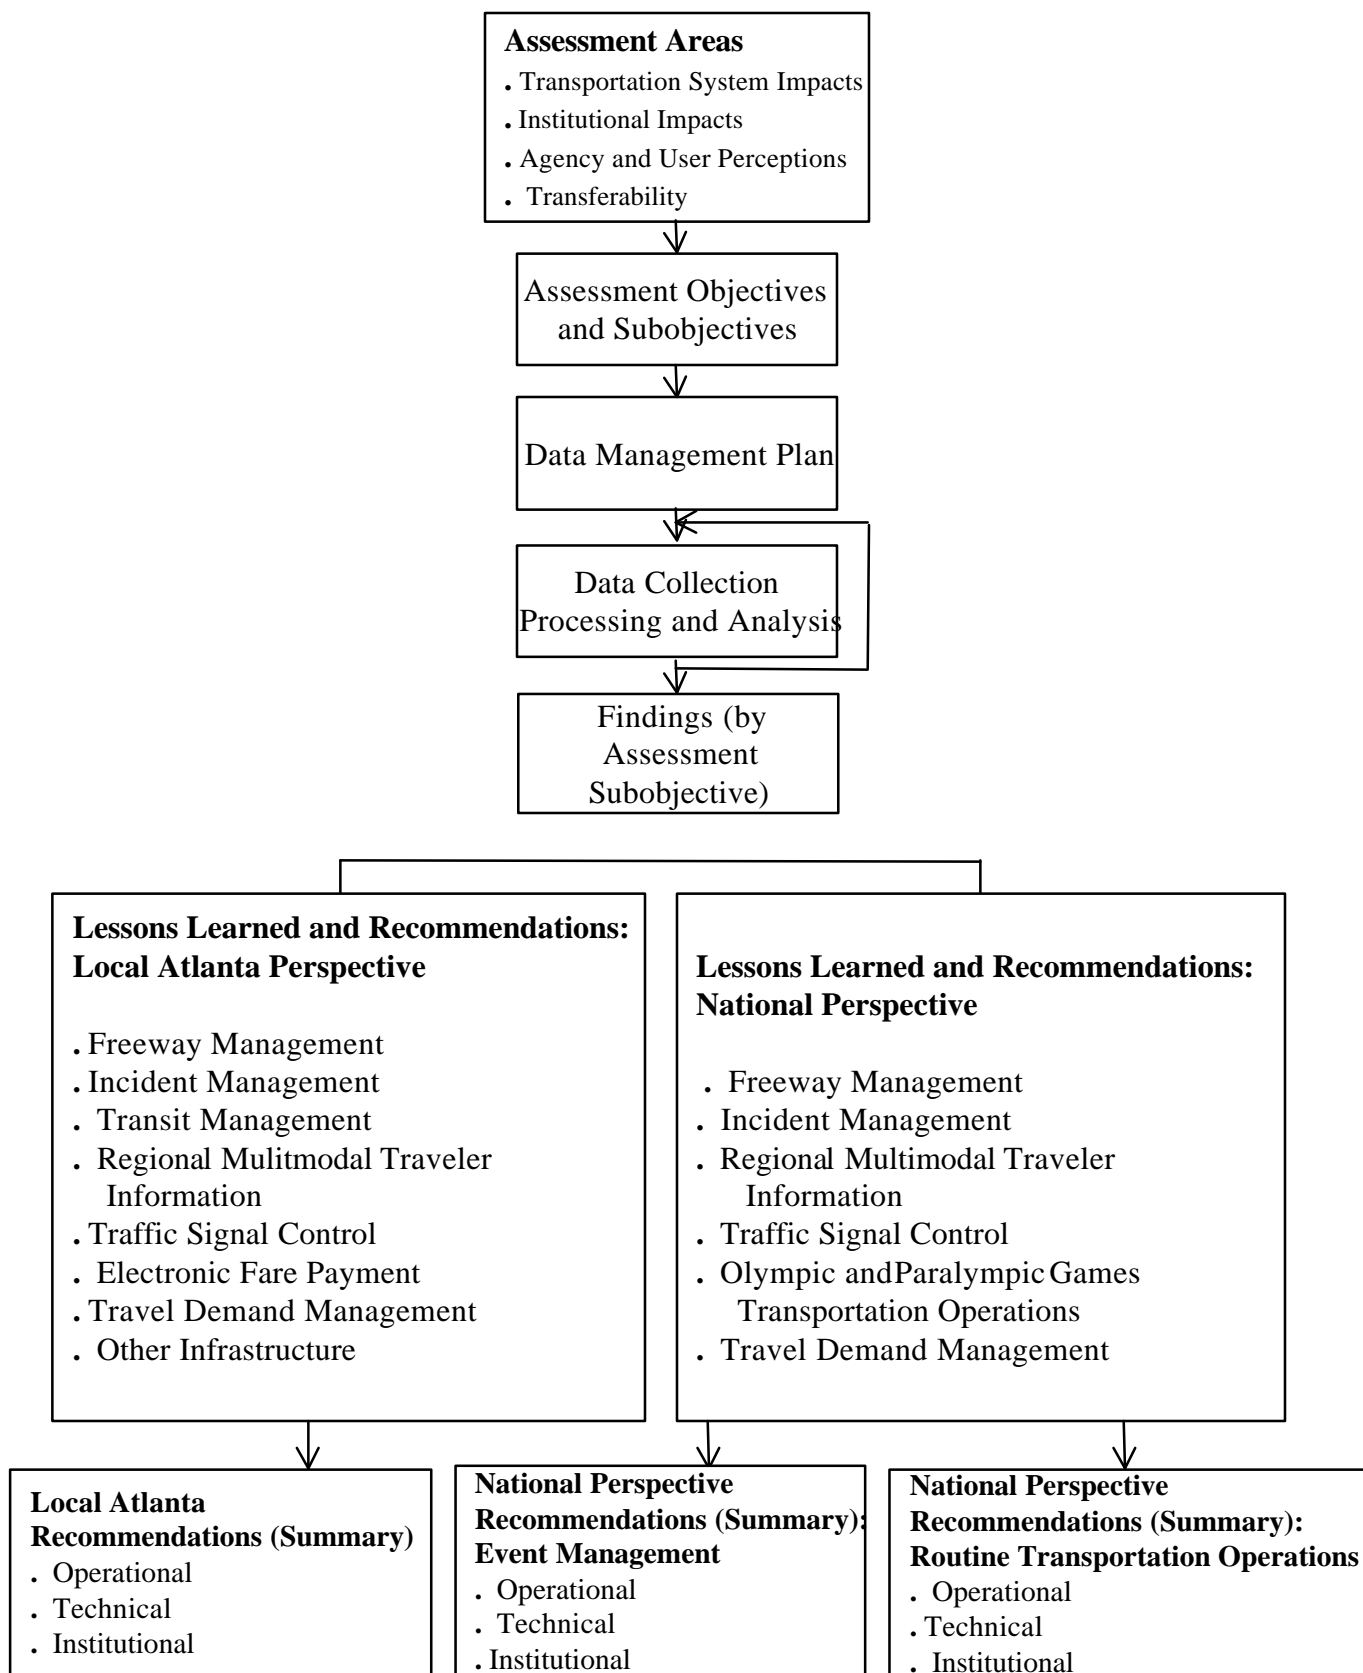 Assessment Areas
. Transportation System Impacts
. Institutional Impacts
. Agency and User Perceptions
. Transferability
Assessment Objectives
and Subobjectives
Data Management Plan
Data Collection
Processing and Analysis
Findings (by
Assessment
Subobjective)
Lessons Learned and Recommendations:
Local Atlanta Perspective
. Freeway Management
. Incident Management
. Transit Management
. Regional Mulitmodal Traveler
Information
. Traffic Signal Control
. Electronic Fare Payment
. Travel Demand Management
. Other Infrastructure
Lessons Learned and Recommendations:
National Perspective
. Freeway Management
. Incident Management
. Regional Multimodal Traveler
Information
. Traffic Signal Control
. Olympic and Paralympic Games
Transportation Operations
. Travel Demand Management
Local Atlanta
Recommendations (Summary)
. Operational
. Technical
. Institutional
National Perspective
Recommendations (Summary):
Event Management
. Operational
. Technical
. Institutional
National Perspective
Recommendations (Summary):
Routine Transportation Operations
. Operational
. Technical
. Institutional